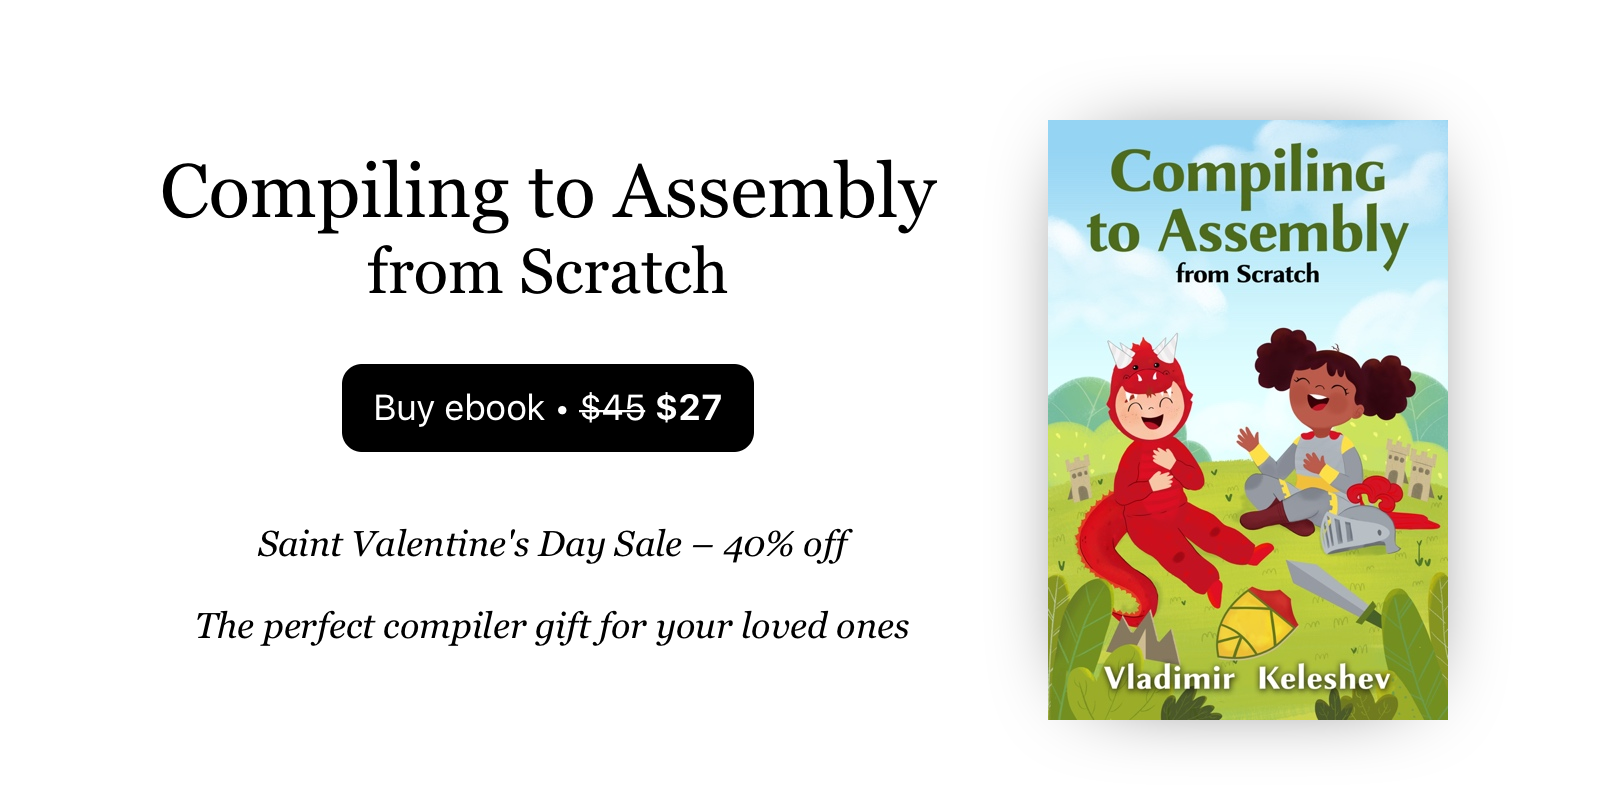 Compiling to Assembly
from Scratch
Buy ebook • $45 $27
Saint Valentine's Day Sale – 40% off
The perfect compiler gift for your loved ones
Compiling
to Assembly
from Scratch
Vladimir Keleshev